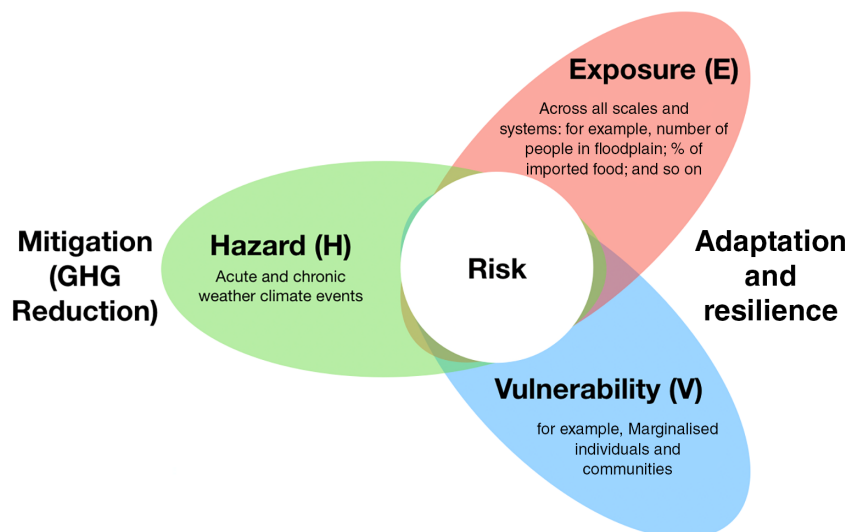 Exposure (E)
Across all scales and
systems: for example, number of
people in floodplain; % of
imported food; and so on
Mitigation
(GHG
Reduction)
Hazard (H)
Acute and chronic
weather climate events
Risk
Adaptation
and
resilience
Vulnerability (V)
for example, Marginalised
individuals and
communities